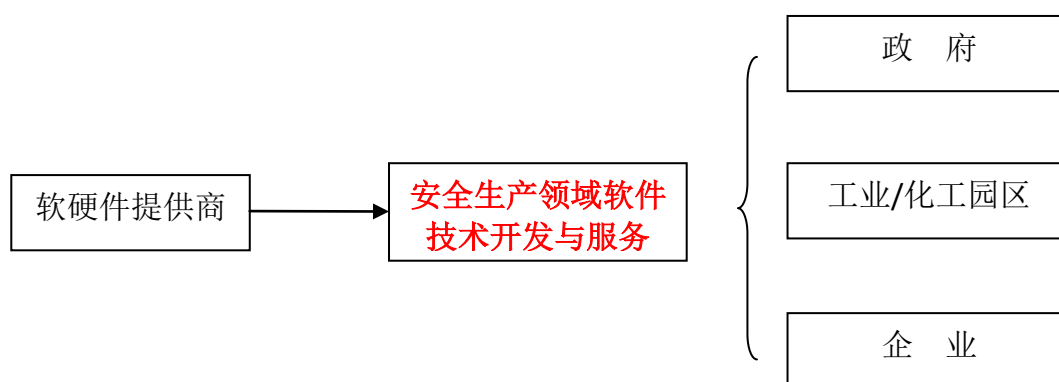 软硬件提供商
安全生产领域软件
技术开发与服务
政　府
工业/化工园区
企　业